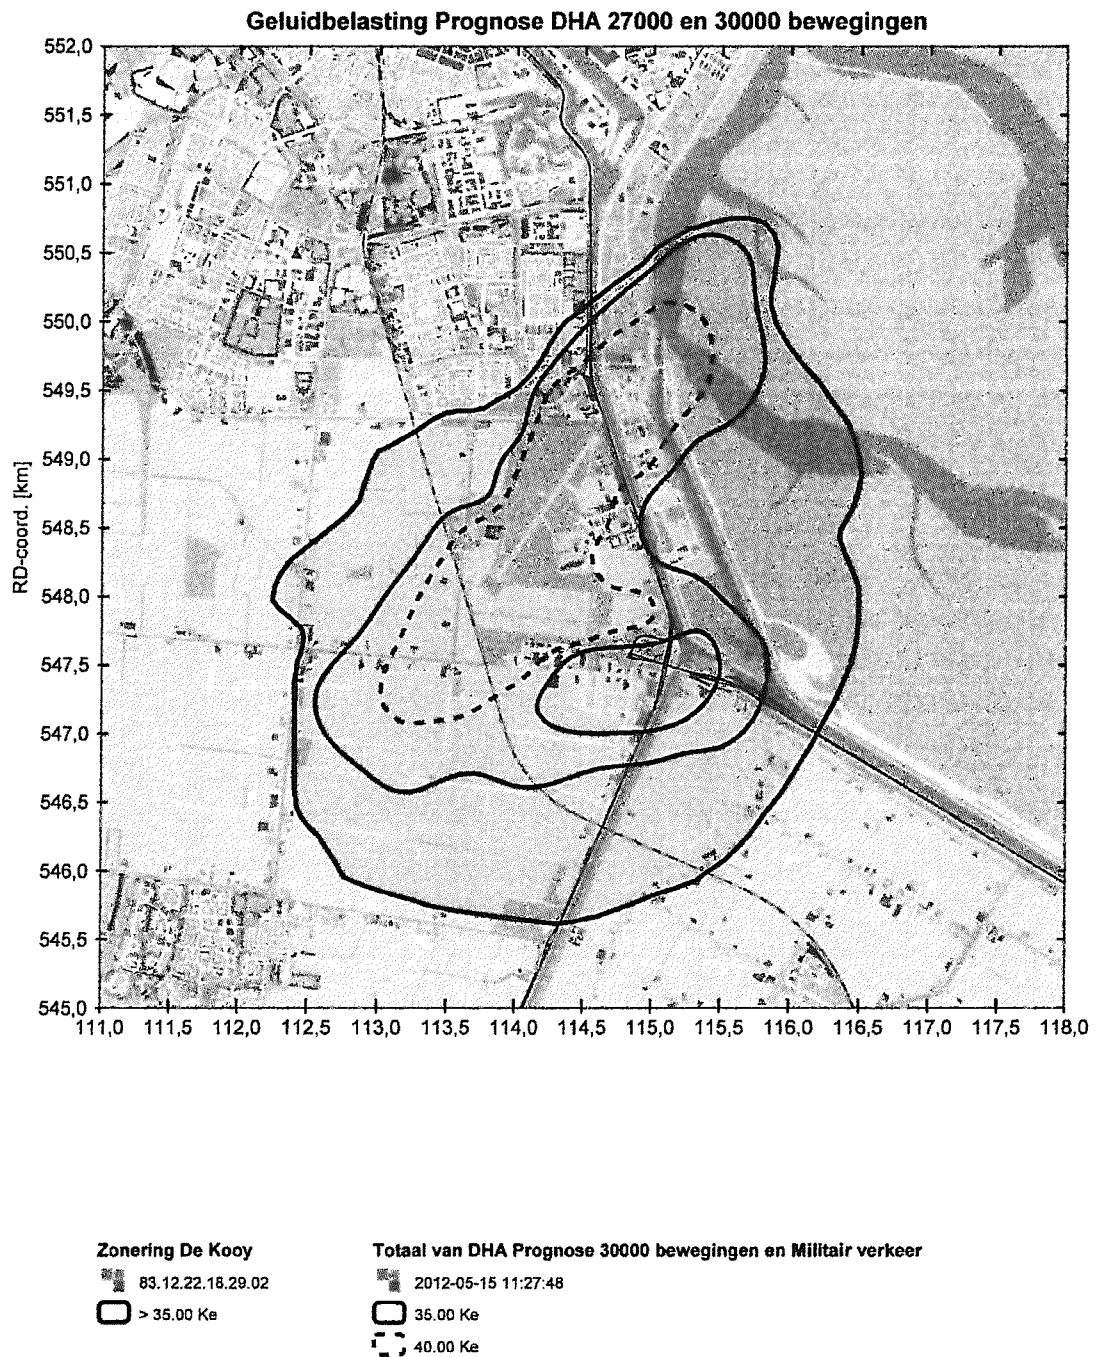 Geluidbelasting Prognose DHA 27000 en 30000 bewegingen
552,0
551,5
551,0
550,5
550,0
549,5
549,0
548,5
548,0
547,5
547,0
546,5
546,0
545,5
545,0
RD-coord. [km]
111,0 111,5 112,0 112,5 113,0 113,5 114,0 114,5 115,0 115,5 116,0 116,5 117,0 117,5 118,0
Zonering De Kooy
83.12.22.18.29.02
> 35.00 Ke
Totaal van DHA Prognose 30000 bewegingen en Militair verkeer
2012-05-15 11:27:48
35.00 Ke
40.00 Ke